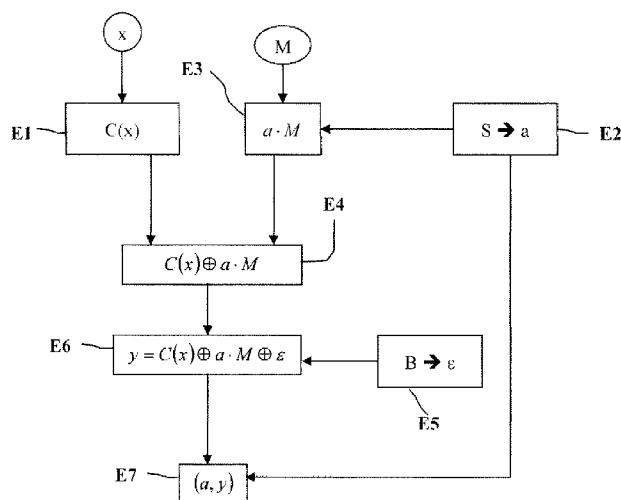 x
M
E3
E1
C(x)
a · M
S ➔ a
E2
E4
C(x)⊕ a · M
E6
y = C(x)⊕ a · M ⊕ ε
B ➔ ε
E5
E7
(a, y)